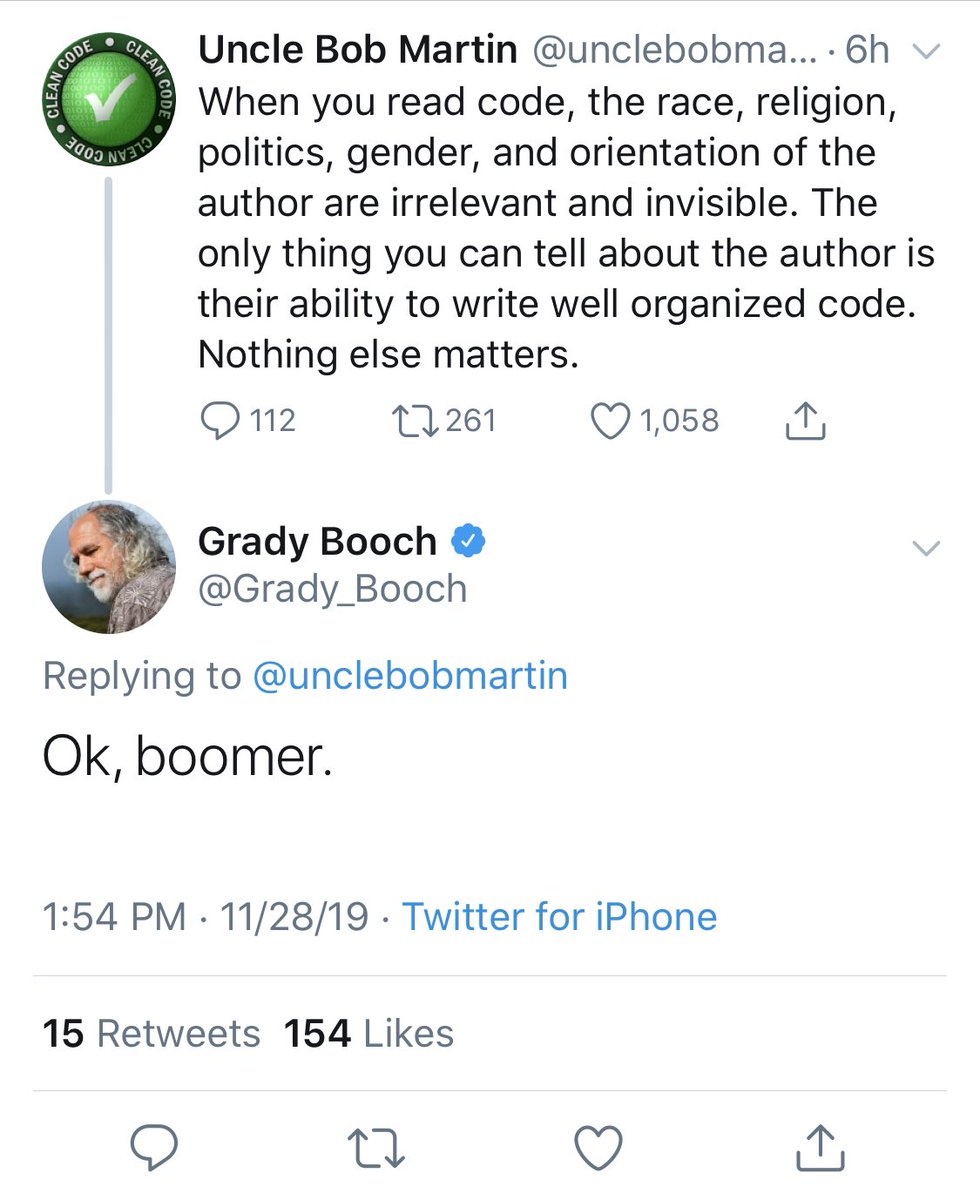 CLEAN CODE • CLEAN CODE • CLEAN CODE •
Uncle Bob Martin @unclebobma... · 6h
When you read code, the race, religion,
politics, gender, and orientation of the
author are irrelevant and invisible. The
only thing you can tell about the author is
their ability to write well organized code.
Nothing else matters.
112 261 1,058
Grady Booch
@Grady_Booch
Replying to @unclebobmartin
Ok, boomer.
1:54 PM · 11/28/19 · Twitter for iPhone
15 Retweets 154 Likes